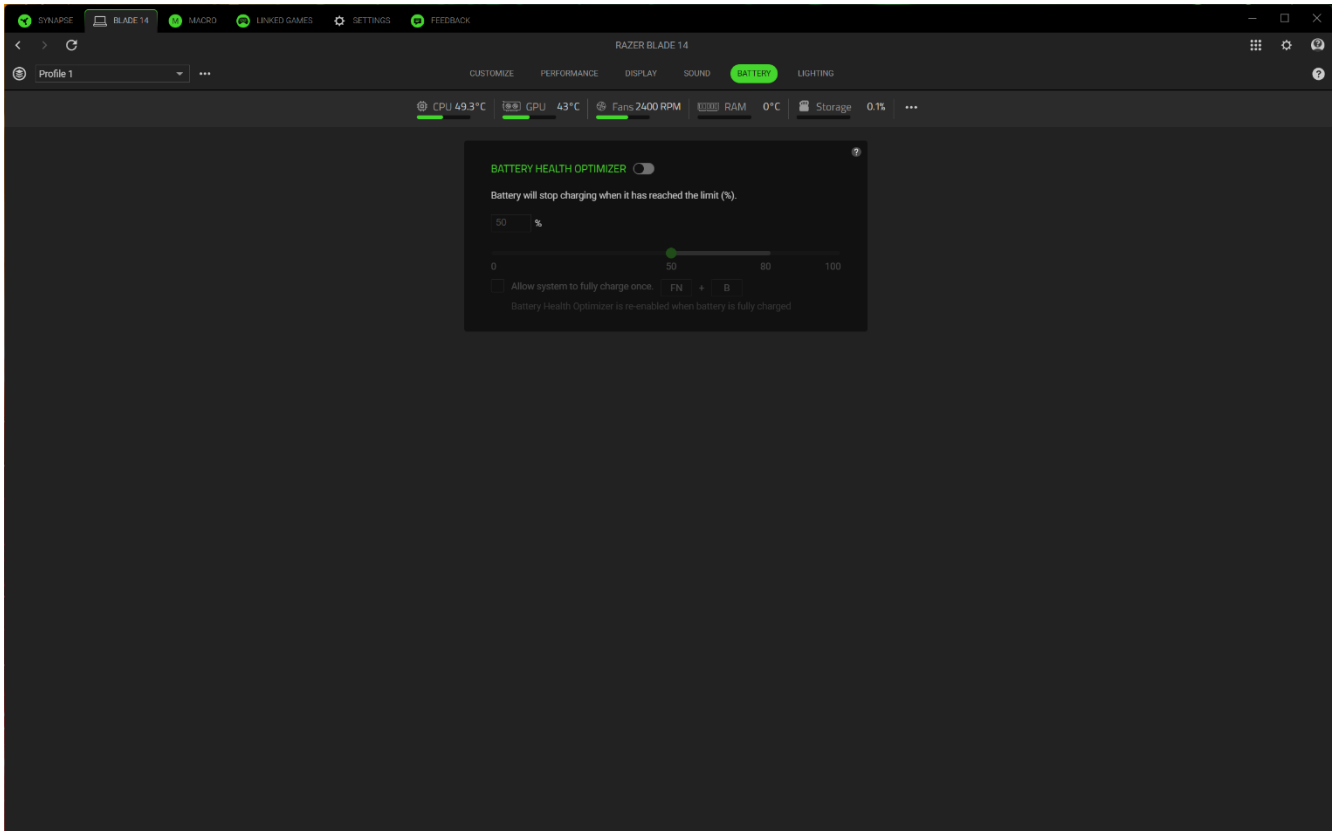 SYNAPSE BLADE 14 M MACRO LINKED GAMES SETTINGS FEEDBACK
RAZER BLADE 14
Profile 1 CUSTOMIZE PERFORMANCE DISPLAY SOUND BATTERY LIGHTING ?
CPU 49.3°C GPU 43°C Fans 2400 RPM RAM 0°C Storage 0.1%
?
BATTERY HEALTH OPTIMIZER
Battery will stop charging when it has reached the limit (%).
50 %
0 50 80 100
Allow system to fully charge once. FN + B
Battery Health Optimizer is re-enabled when battery is fully charged